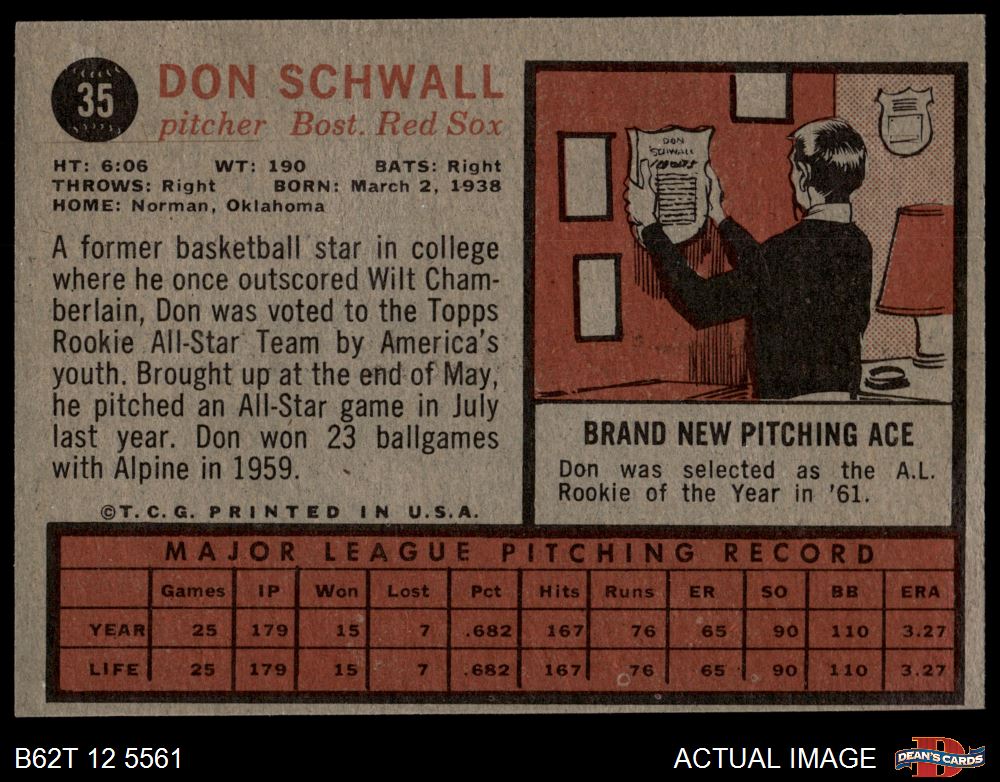 35
DON SCHWALL
pitcher Bost. Red Sox
HT: 6:06 WT: 190 BATS: Right
THROWS: Right BORN: March 2, 1938
HOME: Norman, Oklahoma
A former basketball star in college
where he once outscored Wilt Cham-
berlain, Don was voted to the Topps
Rookie All-Star Team by America's
youth. Brought up at the end of May,
he pitched an All-Star game in July
last year. Don won 23 ballgames
with Alpine in 1959.
©T.C.G. PRINTED IN U.S.A.
DON
SCHWALL
BRAND NEW PITCHING ACE
Don was selected as the A.L.
Rookie of the Year in '61.
MAJOR LEAGUE PITCHING RECORD
Games IP Won Lost Pct Hits Runs ER SO BB ERA
YEAR 25 179 15 7 .682 167 76 65 90 110 3.27
LIFE 25 179 15 7 .682 167 76 65 90 110 3.27
B62T 12 5561
ACTUAL IMAGE
D
DEAN'S CARDS